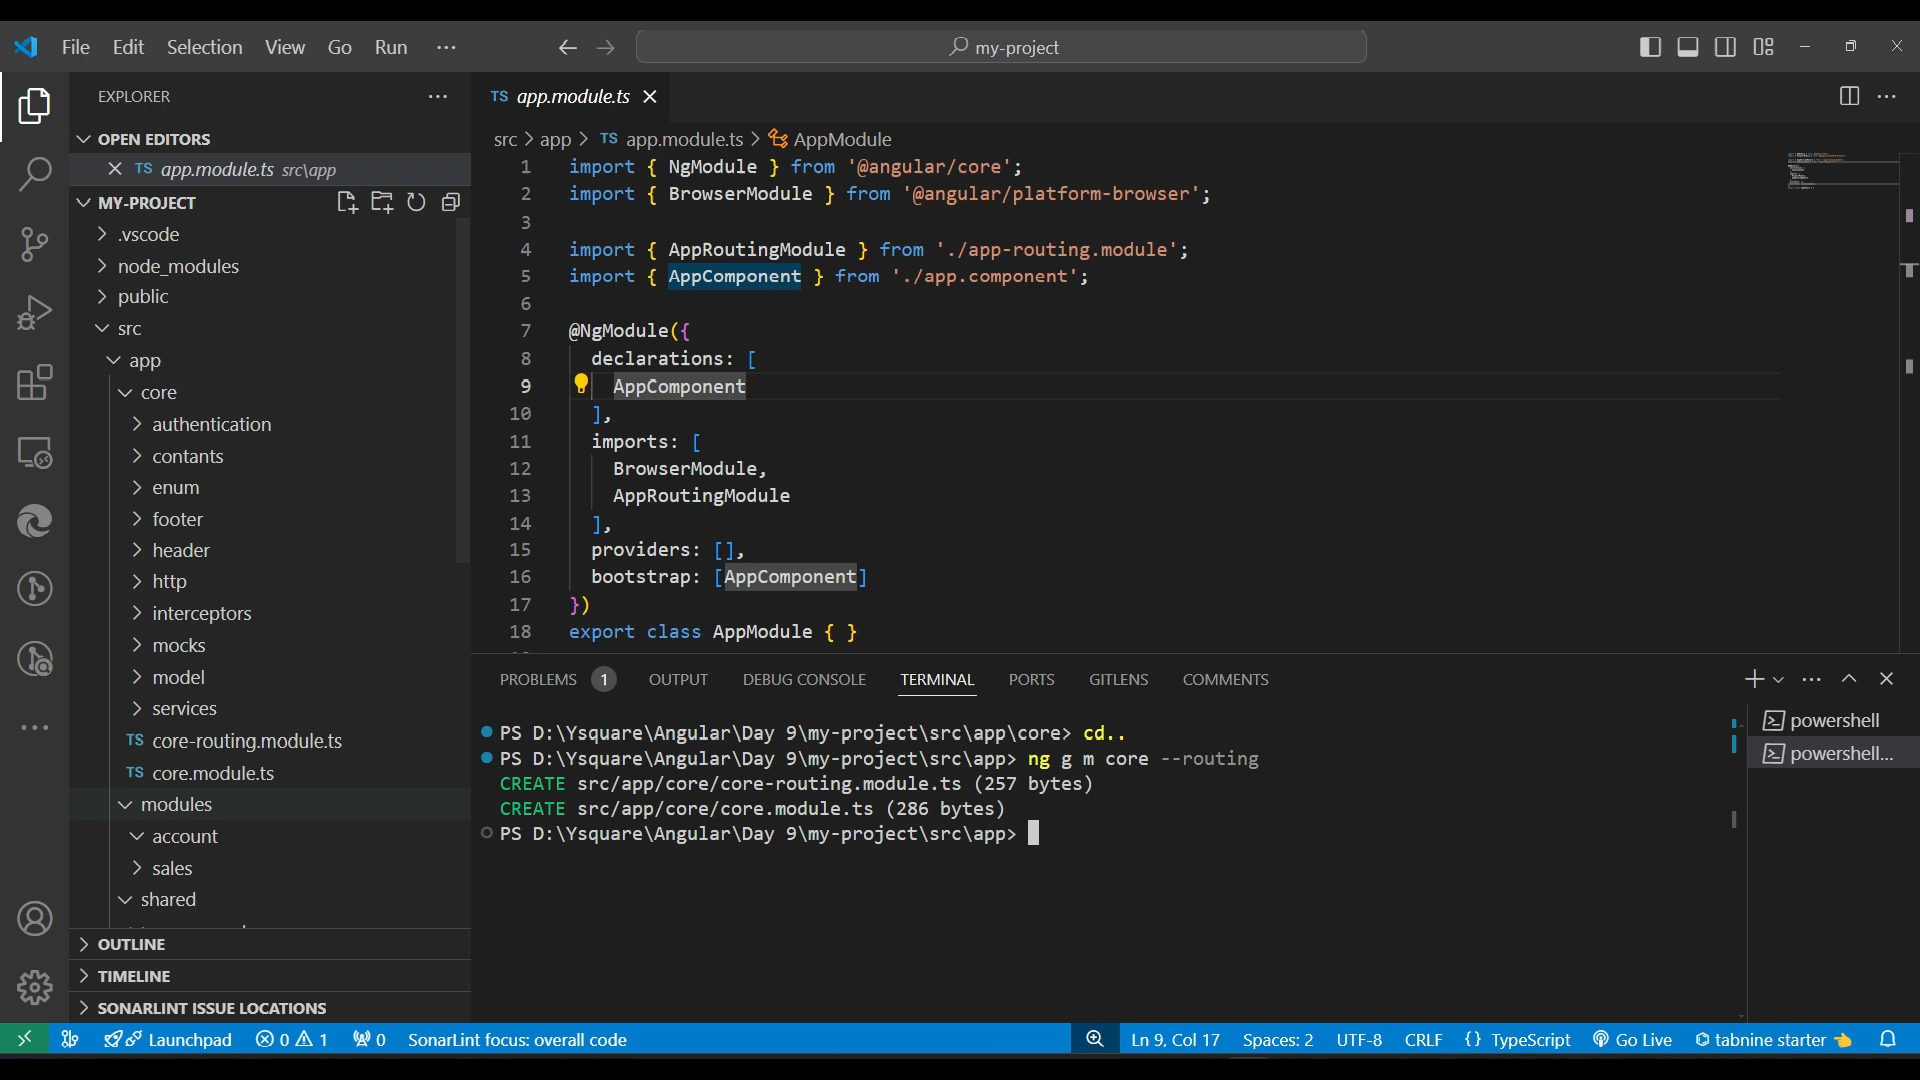 File Edit Selection View Go Run ···
my-project
EXPLORER
OPEN EDITORS
TS app.module.ts src\app
MY-PROJECT
.vscode
node_modules
public
src
app
core
authentication
contants
enum
footer
header
http
interceptors
mocks
model
services
TS core-routing.module.ts
TS core.module.ts
modules
account
sales
shared
OUTLINE
TIMELINE
SONARLINT ISSUE LOCATIONS
TS app.module.ts
src > app > TS app.module.ts > AppModule
1 import { NgModule } from '@angular/core';
2 import { BrowserModule } from '@angular/platform-browser';
3
4 import { AppRoutingModule } from './app-routing.module';
5 import { AppComponent } from './app.component';
6
7 @NgModule({
8 declarations: [
9 AppComponent
10 ],
11 imports: [
12 BrowserModule,
13 AppRoutingModule
14 ],
15 providers: [],
16 bootstrap: [AppComponent]
17 })
18 export class AppModule { }
PROBLEMS 1 OUTPUT DEBUG CONSOLE TERMINAL PORTS GITLENS COMMENTS
PS D:\Ysquare\Angular\Day 9\my-project\src\app\core> cd..
PS D:\Ysquare\Angular\Day 9\my-project\src\app> ng g m core --routing
CREATE src/app/core/core-routing.module.ts (257 bytes)
CREATE src/app/core/core.module.ts (286 bytes)
PS D:\Ysquare\Angular\Day 9\my-project\src\app>
powershell
powershell...
Launchpad 0 1 0 SonarLint focus: overall code Ln 9, Col 17 Spaces: 2 UTF-8 CRLF {} TypeScript Go Live tabnine starter